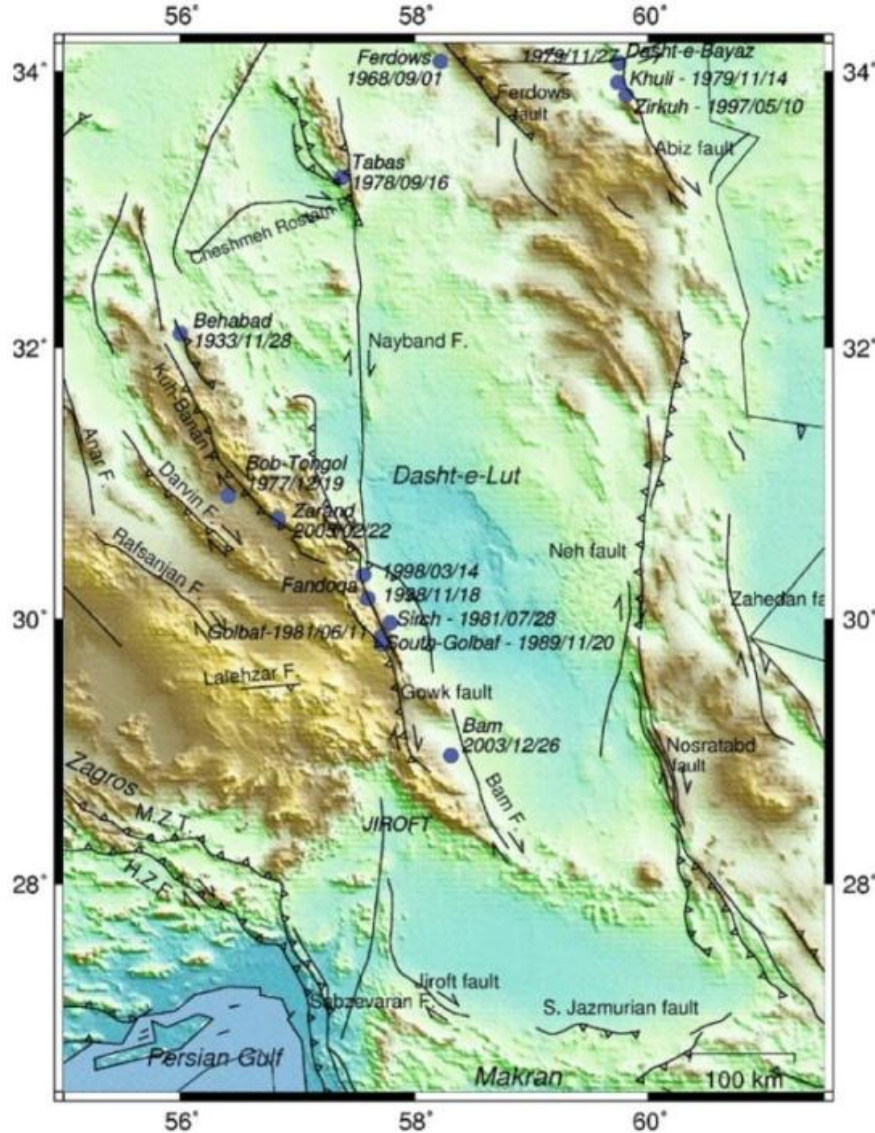 56°
58°
60°
Ferdows
1968/09/01
1979/11/27
Dasht-e-Bayaz
34°
34°
Khuli - 1979/11/14
Ferdows
fault
Zirkuh - 1997/05/10
Abiz fault
Tabas
1978/09/16
Cheshmeh Rostam
Behabad
1933/11/28
Nayband F.
32°
32°
Kuh-Banan F.
Anar F.
Bob-Tongol
1977/12/19
Dasht-e-Lut
Darvin F.
Zarand
2005/02/22
Rafsanjan F.
Neh fault
1998/03/14
Fandoqa
1928/11/18
Zahedan fa
30°
30°
Sirch - 1981/07/28
Golbaf-1981/06/11
South-Golbaf - 1989/11/20
Lalehzar F.
Gowk fault
Bam
2003/12/26
Nosratabd
fault
Zagros
Bam F.
M.Z.T.
JIROFT
H.Z.F.
28°
28°
Jiroft fault
Sabzevaran F.
S. Jazmurian fault
Persian Gulf
Makran
100 km
56°
58°
60°